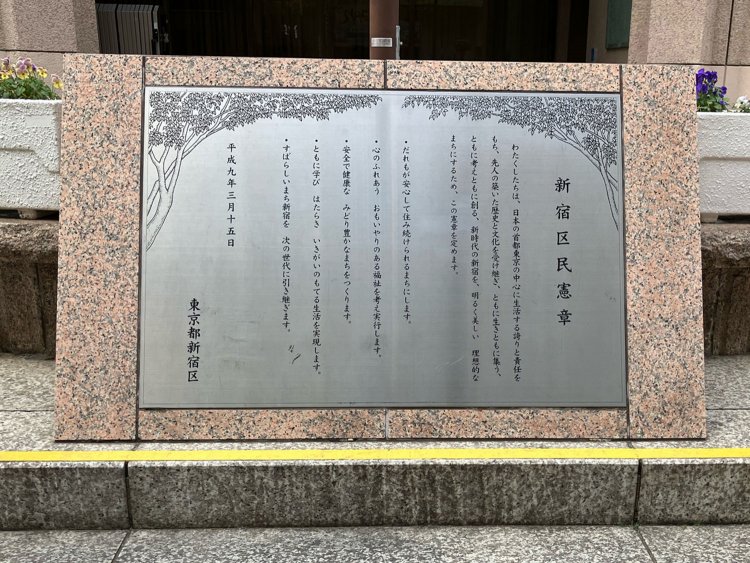 新宿区民憲章
わたくしたちは、日本の首都東京の中心に生活する誇りと責任を
もち、先人の築いた歴史と文化を受け継ぎ、ともに生きともに集う、
ともに考えともに創る、新時代の新宿を、明るく美しい　理想的な
まちにするため、この憲章を定めます。
・だれもが安心して住み続けられるまちにします。
・心のふれあう　おもいやりのある福祉を考え実行します。
・安全で健康な　みどり豊かなまちをつくります。
・ともに学び　はたらき　いきがいのもてる生活を実現します。
・すばらしいまち新宿を　次の世代に引き継ぎます。
平成九年三月十五日
東京都新宿区